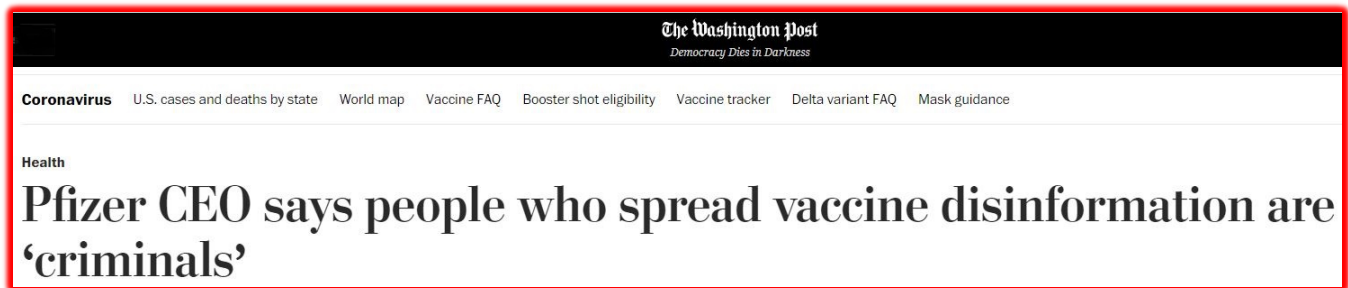 The Washington Post
Democracy Dies in Darkness
Coronavirus U.S. cases and deaths by state World map Vaccine FAQ Booster shot eligibility Vaccine tracker Delta variant FAQ Mask guidance
Health
Pfizer CEO says people who spread vaccine disinformation are
‘criminals’